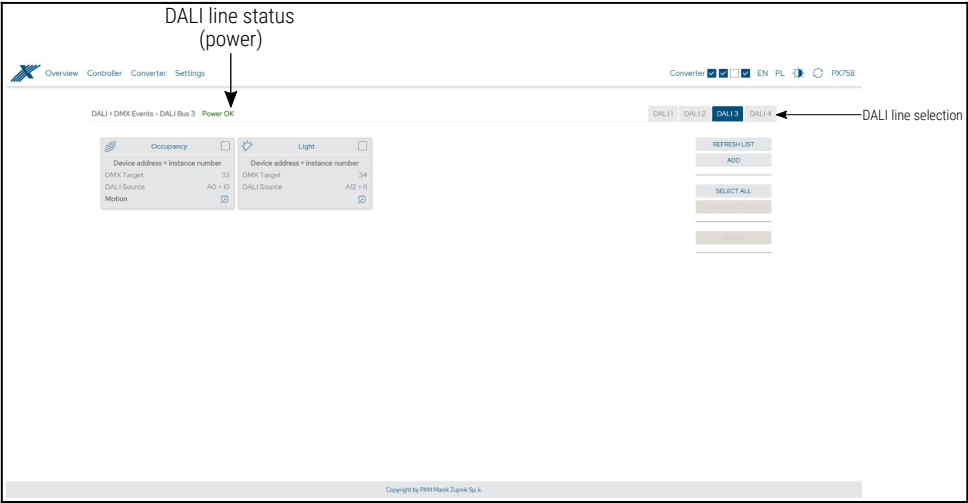 DALI line status
(power)
Overview Controller Converter Settings
Converter EN PL PX758
DALI > DMX Events - DALI Bus 3 Power OK
DALI 1 DALI 2 DALI 3 DALI 4
DALI line selection
Occupancy
Device address + instance number
DMX Target 33
DALI Source A0 + i0
Motion
Light
Device address + instance number
DMX Target 34
DALI Source A12 + i1
REFRESH LIST
ADD
SELECT ALL
DELETE
Copyright by PXM Marek Żupnik Sp. k.